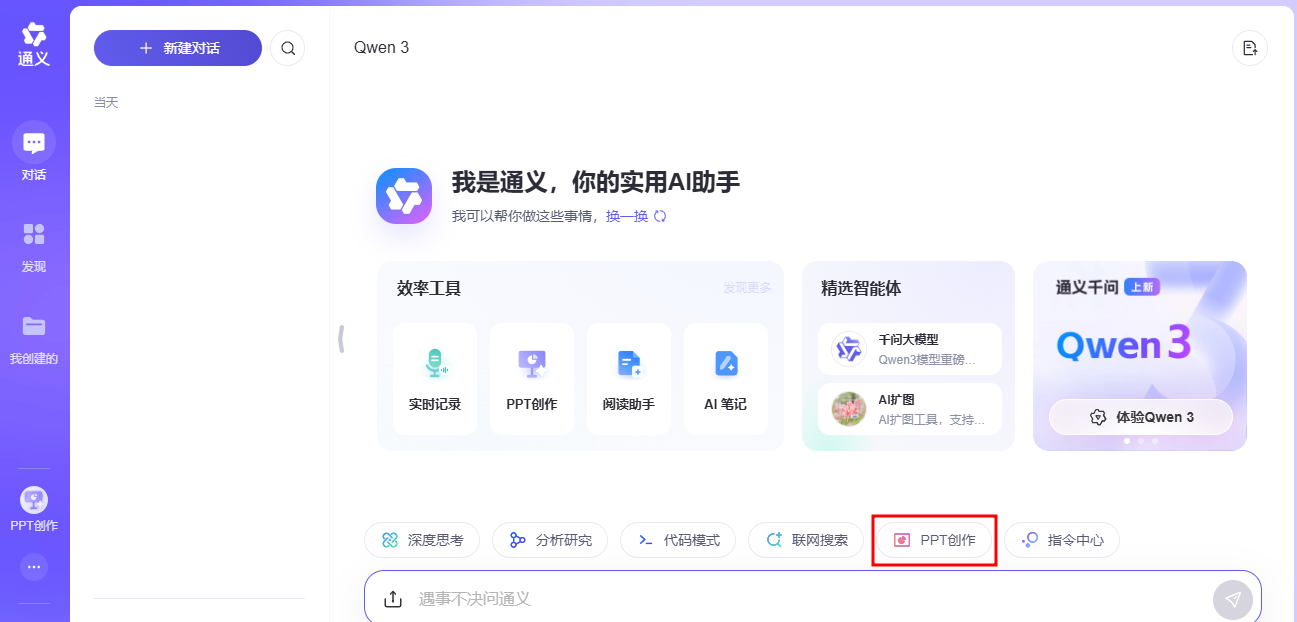 通义
对话
发现
我创建的
PPT创作
新建对话
当天
Qwen 3
我是通义，你的实用AI助手
我可以帮你做这些事情，换一换
效率工具
发现更多
实时记录
PPT创作
阅读助手
AI 笔记
精选智能体
千问大模型
Qwen3模型重磅...
AI扩图
AI扩图工具，支持...
通义千问 上新
Qwen 3
体验Qwen 3
深度思考
分析研究
代码模式
联网搜索
PPT创作
指令中心
遇事不决问通义